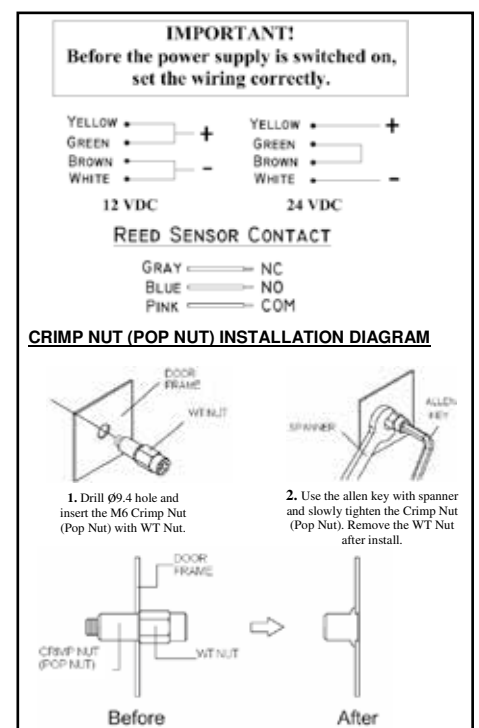 IMPORTANT!
Before the power supply is switched on,
set the wiring correctly.
YELLOW
GREEN
BROWN
WHITE
+
-
12 VDC
YELLOW
GREEN
BROWN
WHITE
+
-
24 VDC
REED SENSOR CONTACT
GRAY NC
BLUE NO
PINK COM
CRIMP NUT (POP NUT) INSTALLATION DIAGRAM
DOOR
FRAME
WT NUT
1. Drill Ø9.4 hole and
insert the M6 Crimp Nut
(Pop Nut) with WT Nut.
SPANNER
ALLEN
KEY
2. Use the allen key with spanner
and slowly tighten the Crimp Nut
(Pop Nut). Remove the WT Nut
after install.
DOOR
FRAME
CRIMP NUT
(POP NUT)
WT NUT
Before
After